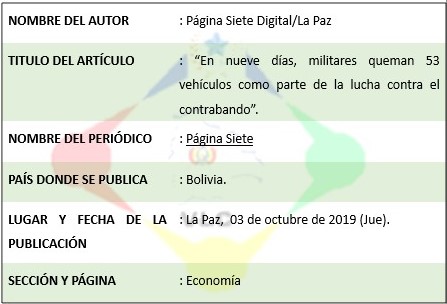 NOMBRE DEL AUTOR : Página Siete Digital/La Paz
TITULO DEL ARTÍCULO : “En nueve días, militares queman 53
vehículos como parte de la lucha contra el
contrabando”.
NOMBRE DEL PERIÓDICO : Página Siete
PAÍS DONDE SE PUBLICA : Bolivia.
LUGAR Y FECHA DE LA : La Paz, 03 de octubre de 2019 (Jue).
PUBLICACIÓN
SECCIÓN Y PÁGINA : Economía